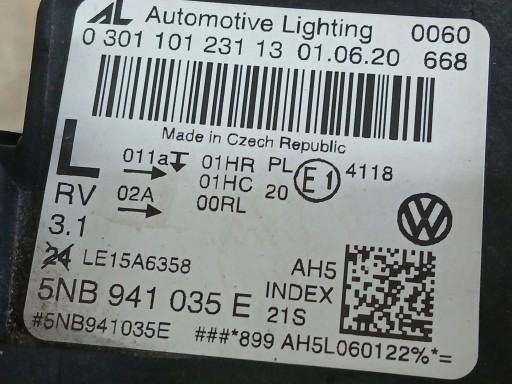 AL Automotive Lighting 0060
0 301 101 231 13 01.06.20 668
Made in Czech Republic
L 011a 01HR PL E1 4118
02A 01HC 20
RV 00RL
3.1
24 LE15A6358 AH5
5NB 941 035 E INDEX
21S
#5NB941035E ###*899 AH5L060122%*=